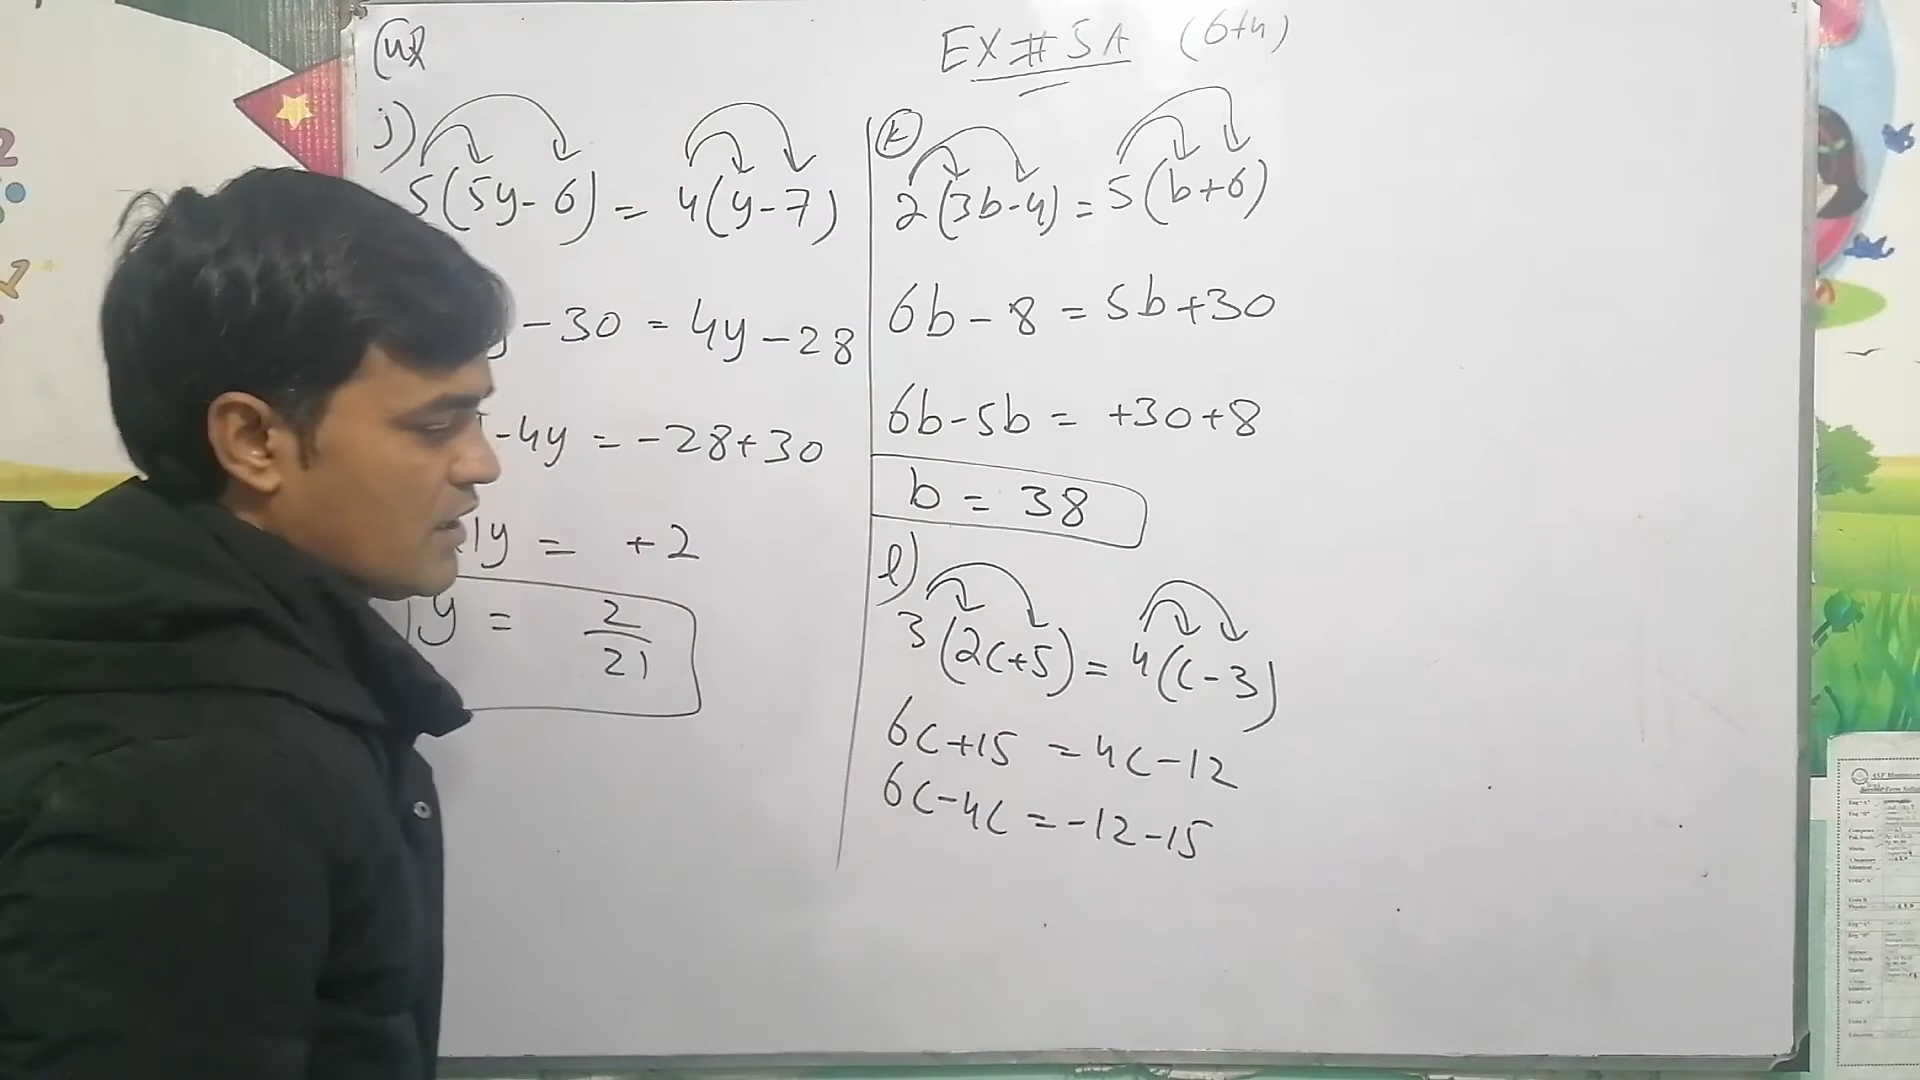 EX # 5A (6th)
j)
5(5y-6) = 4(y-7)
-30 = 4y-28
-4y = -28+30
1y = +2
y = 2/21
k
2(3b-4) = 5(b+6)
6b-8 = 5b+30
6b-5b = +30+8
b = 38
l)
3(2c+5) = 4(c-3)
6c+15 = 4c-12
6c-4c = -12-15